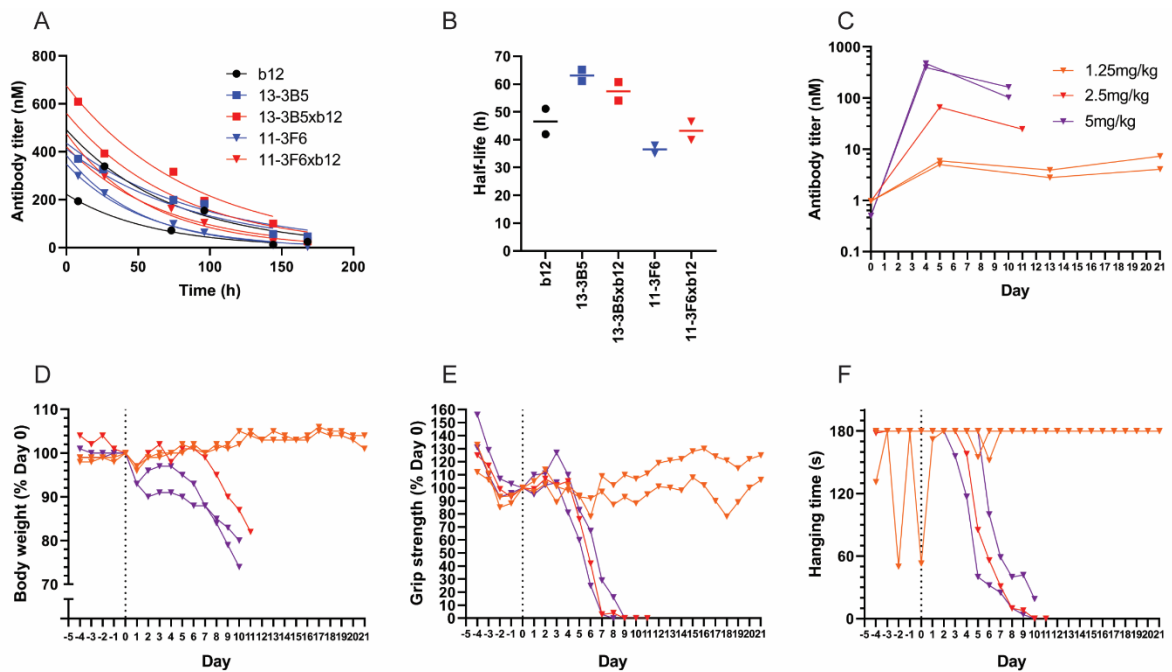 A
Antibody titer (nM)
800
600
400
200
0
0 50 100 150 200
Time (h)
b12
13-3B5
13-3B5xb12
11-3F6
11-3F6xb12
B
Half-life (h)
70
60
50
40
30
20
10
0
b12
13-3B5
13-3B5xb12
11-3F6
11-3F6xb12
C
Antibody titer (nM)
1000
100
10
1
0.1
0 1 2 3 4 5 6 7 8 9 10 11 12 13 14 15 16 17 18 19 20 21
Day
1.25mg/kg
2.5mg/kg
5mg/kg
D
Body weight (% Day 0)
110
100
90
80
70
-5 -4 -3 -2 -1 0 1 2 3 4 5 6 7 8 9 10 11 12 13 14 15 16 17 18 19 20 21
Day
E
Grip strength (% Day 0)
160
150
140
130
120
110
100
90
80
70
60
50
40
30
20
10
0
-5 -4 -3 -2 -1 0 1 2 3 4 5 6 7 8 9 10 11 12 13 14 15 16 17 18 19 20 21
Day
F
Hanging time (s)
180
120
60
0
-5 -4 -3 -2 -1 0 1 2 3 4 5 6 7 8 9 10 11 12 13 14 15 16 17 18 19 20 21
Day